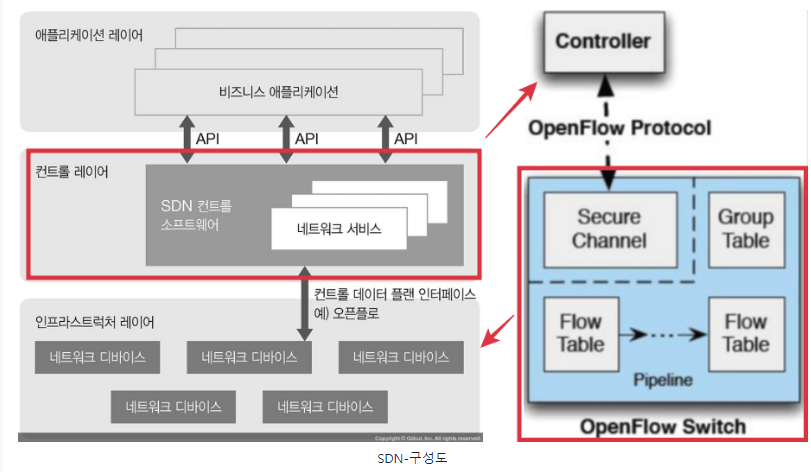 애플리케이션 레이어
비즈니스 애플리케이션
API
API
API
컨트롤 레이어
SDN 컨트롤
소프트웨어
네트워크 서비스
컨트롤 데이터 플랜 인터페이스
예) 오픈플로
인프라스트럭처 레이어
네트워크 디바이스
네트워크 디바이스
네트워크 디바이스
네트워크 디바이스
네트워크 디바이스
Copyright © Gilbut, Inc. All rights reserved.
Controller
OpenFlow Protocol
Secure
Channel
Group
Table
Flow
Table
Flow
Table
Pipeline
OpenFlow Switch
SDN-구성도